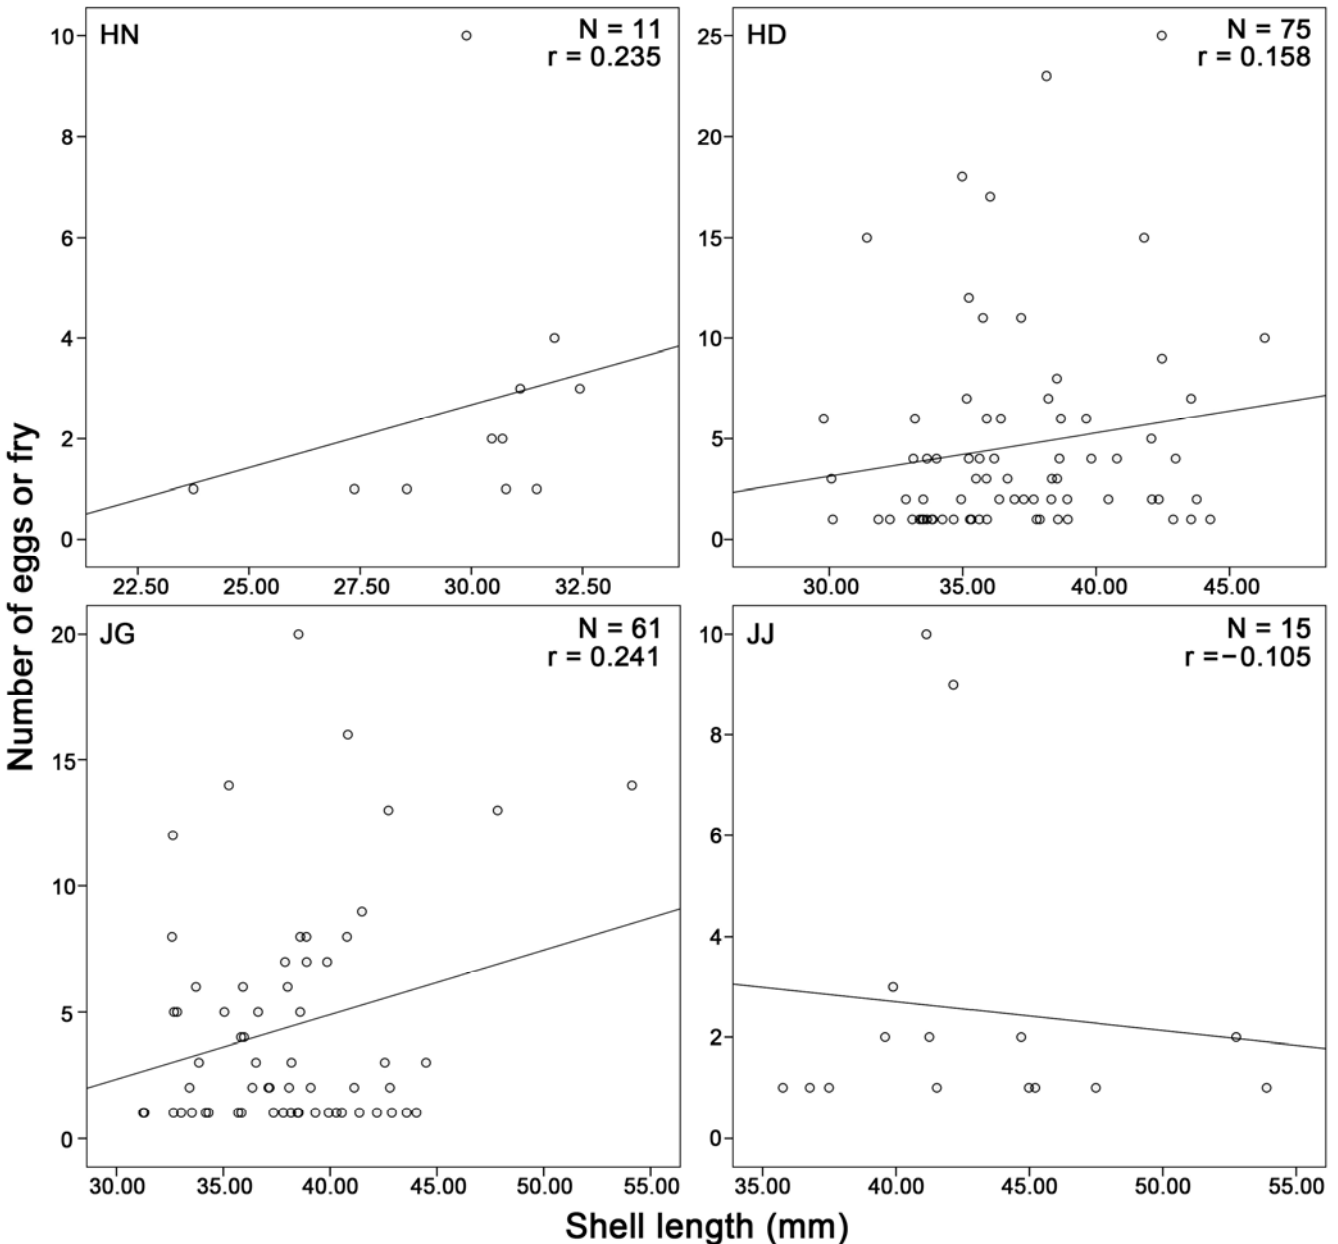 HN
N = 11
r = 0.235
10
8
6
4
2
0
22.50 25.00 27.50 30.00 32.50
HD
N = 75
r = 0.158
25
20
15
10
5
0
30.00 35.00 40.00 45.00
JG
N = 61
r = 0.241
20
15
10
5
0
30.00 35.00 40.00 45.00 50.00 55.00
JJ
N = 15
r =−0.105
10
8
6
4
2
0
35.00 40.00 45.00 50.00 55.00
Number of eggs or fry
Shell length (mm)